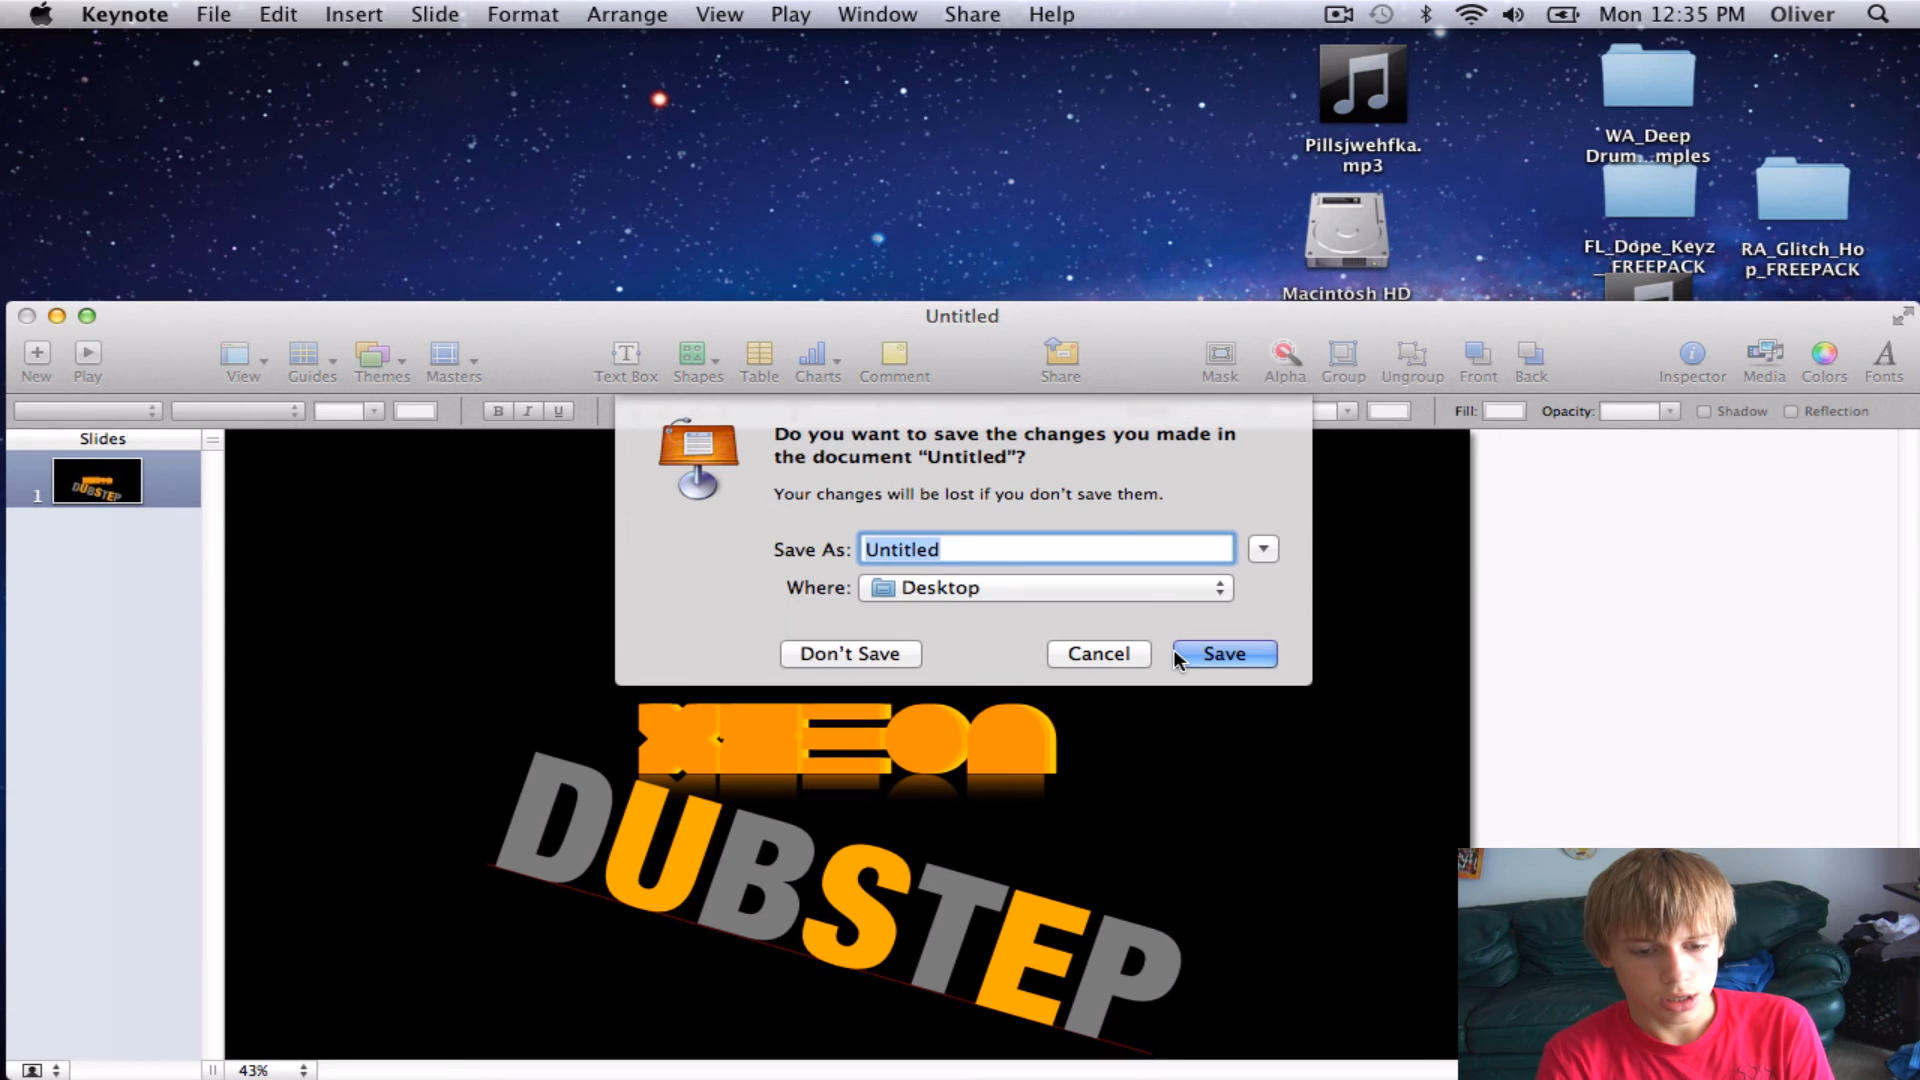 Keynote File Edit Insert Slide Format Arrange View Play Window Share Help Mon 12:35 PM Oliver
Pillsjwehfka.
mp3
WA_Deep
Drum...mples
FL_Dope_Keyz
_FREEPACK
RA_Glitch_Ho
p_FREEPACK
Macintosh HD
Untitled
New Play View Guides Themes Masters Text Box Shapes Table Charts Comment Share Mask Alpha Group Ungroup Front Back Inspector Media Colors Fonts
B I U Fill: Opacity: Shadow Reflection
Slides
1
XEON
DUBSTEP
Do you want to save the changes you made in
the document “Untitled”?
Your changes will be lost if you don’t save them.
Save As: Untitled
Where: Desktop
Don’t Save Cancel Save
XEON
DUBSTEP
43%